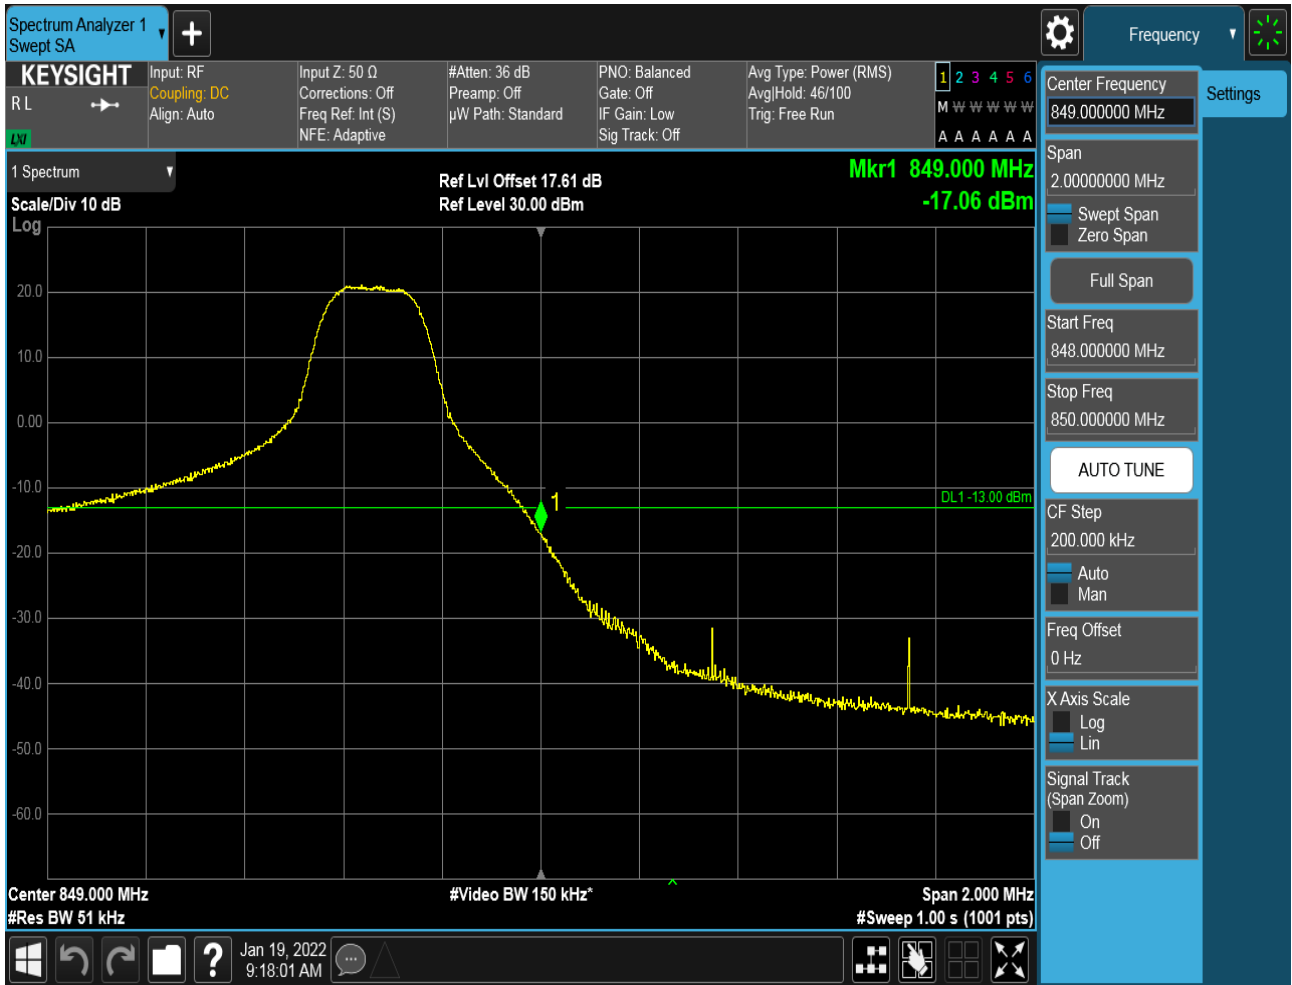 Spectrum Analyzer 1
Swept SA
Frequency
KEYSIGHT
R L
LXI
Input: RF
Coupling: DC
Align: Auto
Input Z: 50 Ω
Corrections: Off
Freq Ref: Int (S)
NFE: Adaptive
#Atten: 36 dB
Preamp: Off
µW Path: Standard
PNO: Balanced
Gate: Off
IF Gain: Low
Sig Track: Off
Avg Type: Power (RMS)
Avg|Hold: 46/100
Trig: Free Run
1 2 3 4 5 6
M W W W W W
A A A A A A
1 Spectrum
Scale/Div 10 dB
Log
Ref Lvl Offset 17.61 dB
Ref Level 30.00 dBm
Mkr1 849.000 MHz
-17.06 dBm
20.0
10.0
0.00
-10.0
-20.0
-30.0
-40.0
-50.0
-60.0
1
DL1 -13.00 dBm
Center 849.000 MHz
#Res BW 51 kHz
#Video BW 150 kHz*
Span 2.000 MHz
#Sweep 1.00 s (1001 pts)
?
Jan 19, 2022
9:18:01 AM
Center Frequency
849.000000 MHz
Settings
Span
2.00000000 MHz
Swept Span
Zero Span
Full Span
Start Freq
848.000000 MHz
Stop Freq
850.000000 MHz
AUTO TUNE
CF Step
200.000 kHz
Auto
Man
Freq Offset
0 Hz
X Axis Scale
Log
Lin
Signal Track
(Span Zoom)
On
Off